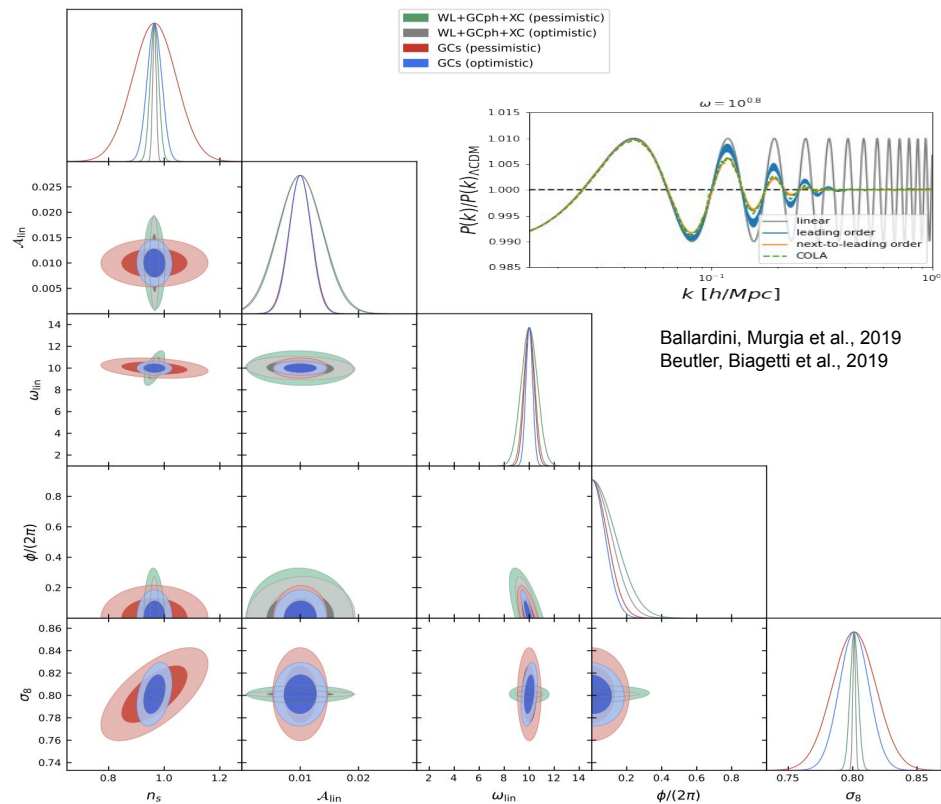 WL+GCph+XC (pessimistic)
WL+GCph+XC (optimistic)
GCs (pessimistic)
GCs (optimistic)
ω = 10^0.8
1.015
1.010
1.005
1.000
0.995
0.990
0.985
P(k)/P(k)ΛCDM
linear
leading order
next-to-leading order
COLA
10⁻¹ 10⁰
k [h/Mpc]
Ballardini, Murgia et al., 2019
Beutler, Biagetti et al., 2019
0.025
0.020
0.015
0.010
0.005
𝒜lin
14
12
10
8
6
4
2
ωlin
0.8
0.6
0.4
0.2
ϕ/(2π)
0.86
0.84
0.82
0.80
0.78
0.76
0.74
σ8
0.8 1.0 1.2 0.01 0.02 2 4 6 8 10 12 14 0.2 0.4 0.6 0.8 0.75 0.80 0.85
ns 𝒜lin ωlin ϕ/(2π) σ8